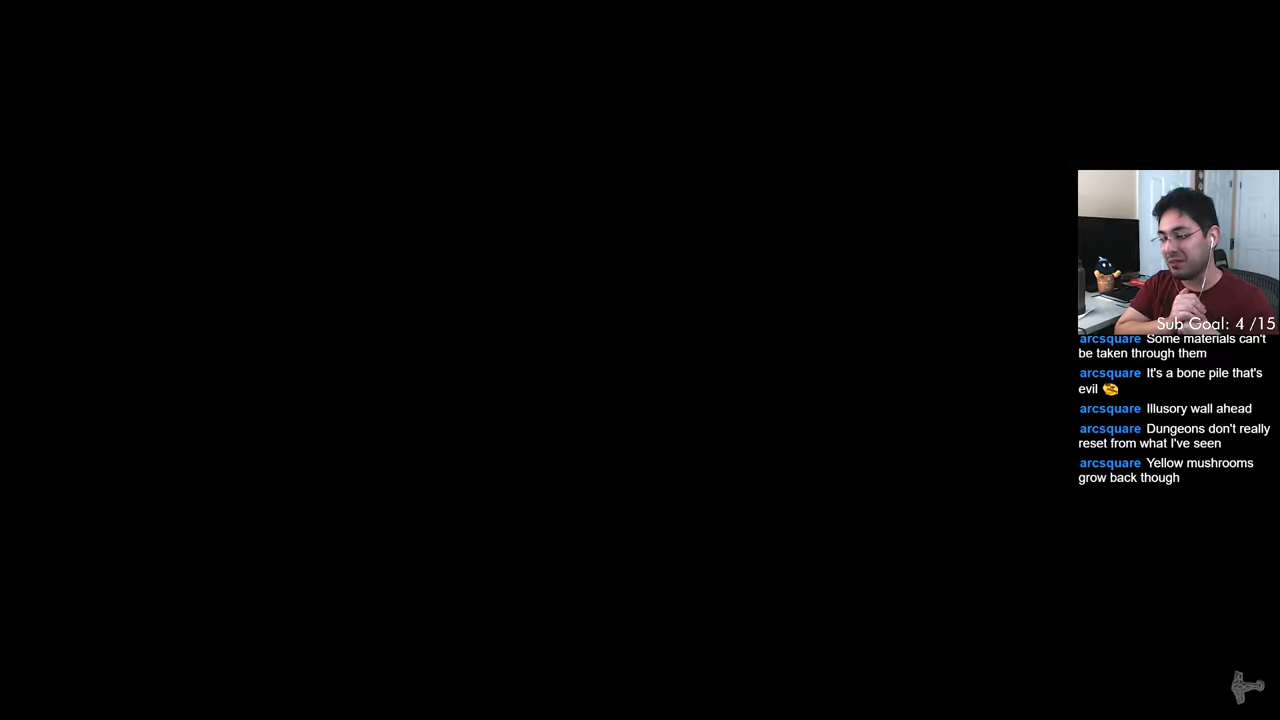 Sub Goal: 4 /15
arcsquare Some materials can't
be taken through them
arcsquare It's a bone pile that's
evil
arcsquare Illusory wall ahead
arcsquare Dungeons don't really
reset from what I've seen
arcsquare Yellow mushrooms
grow back though